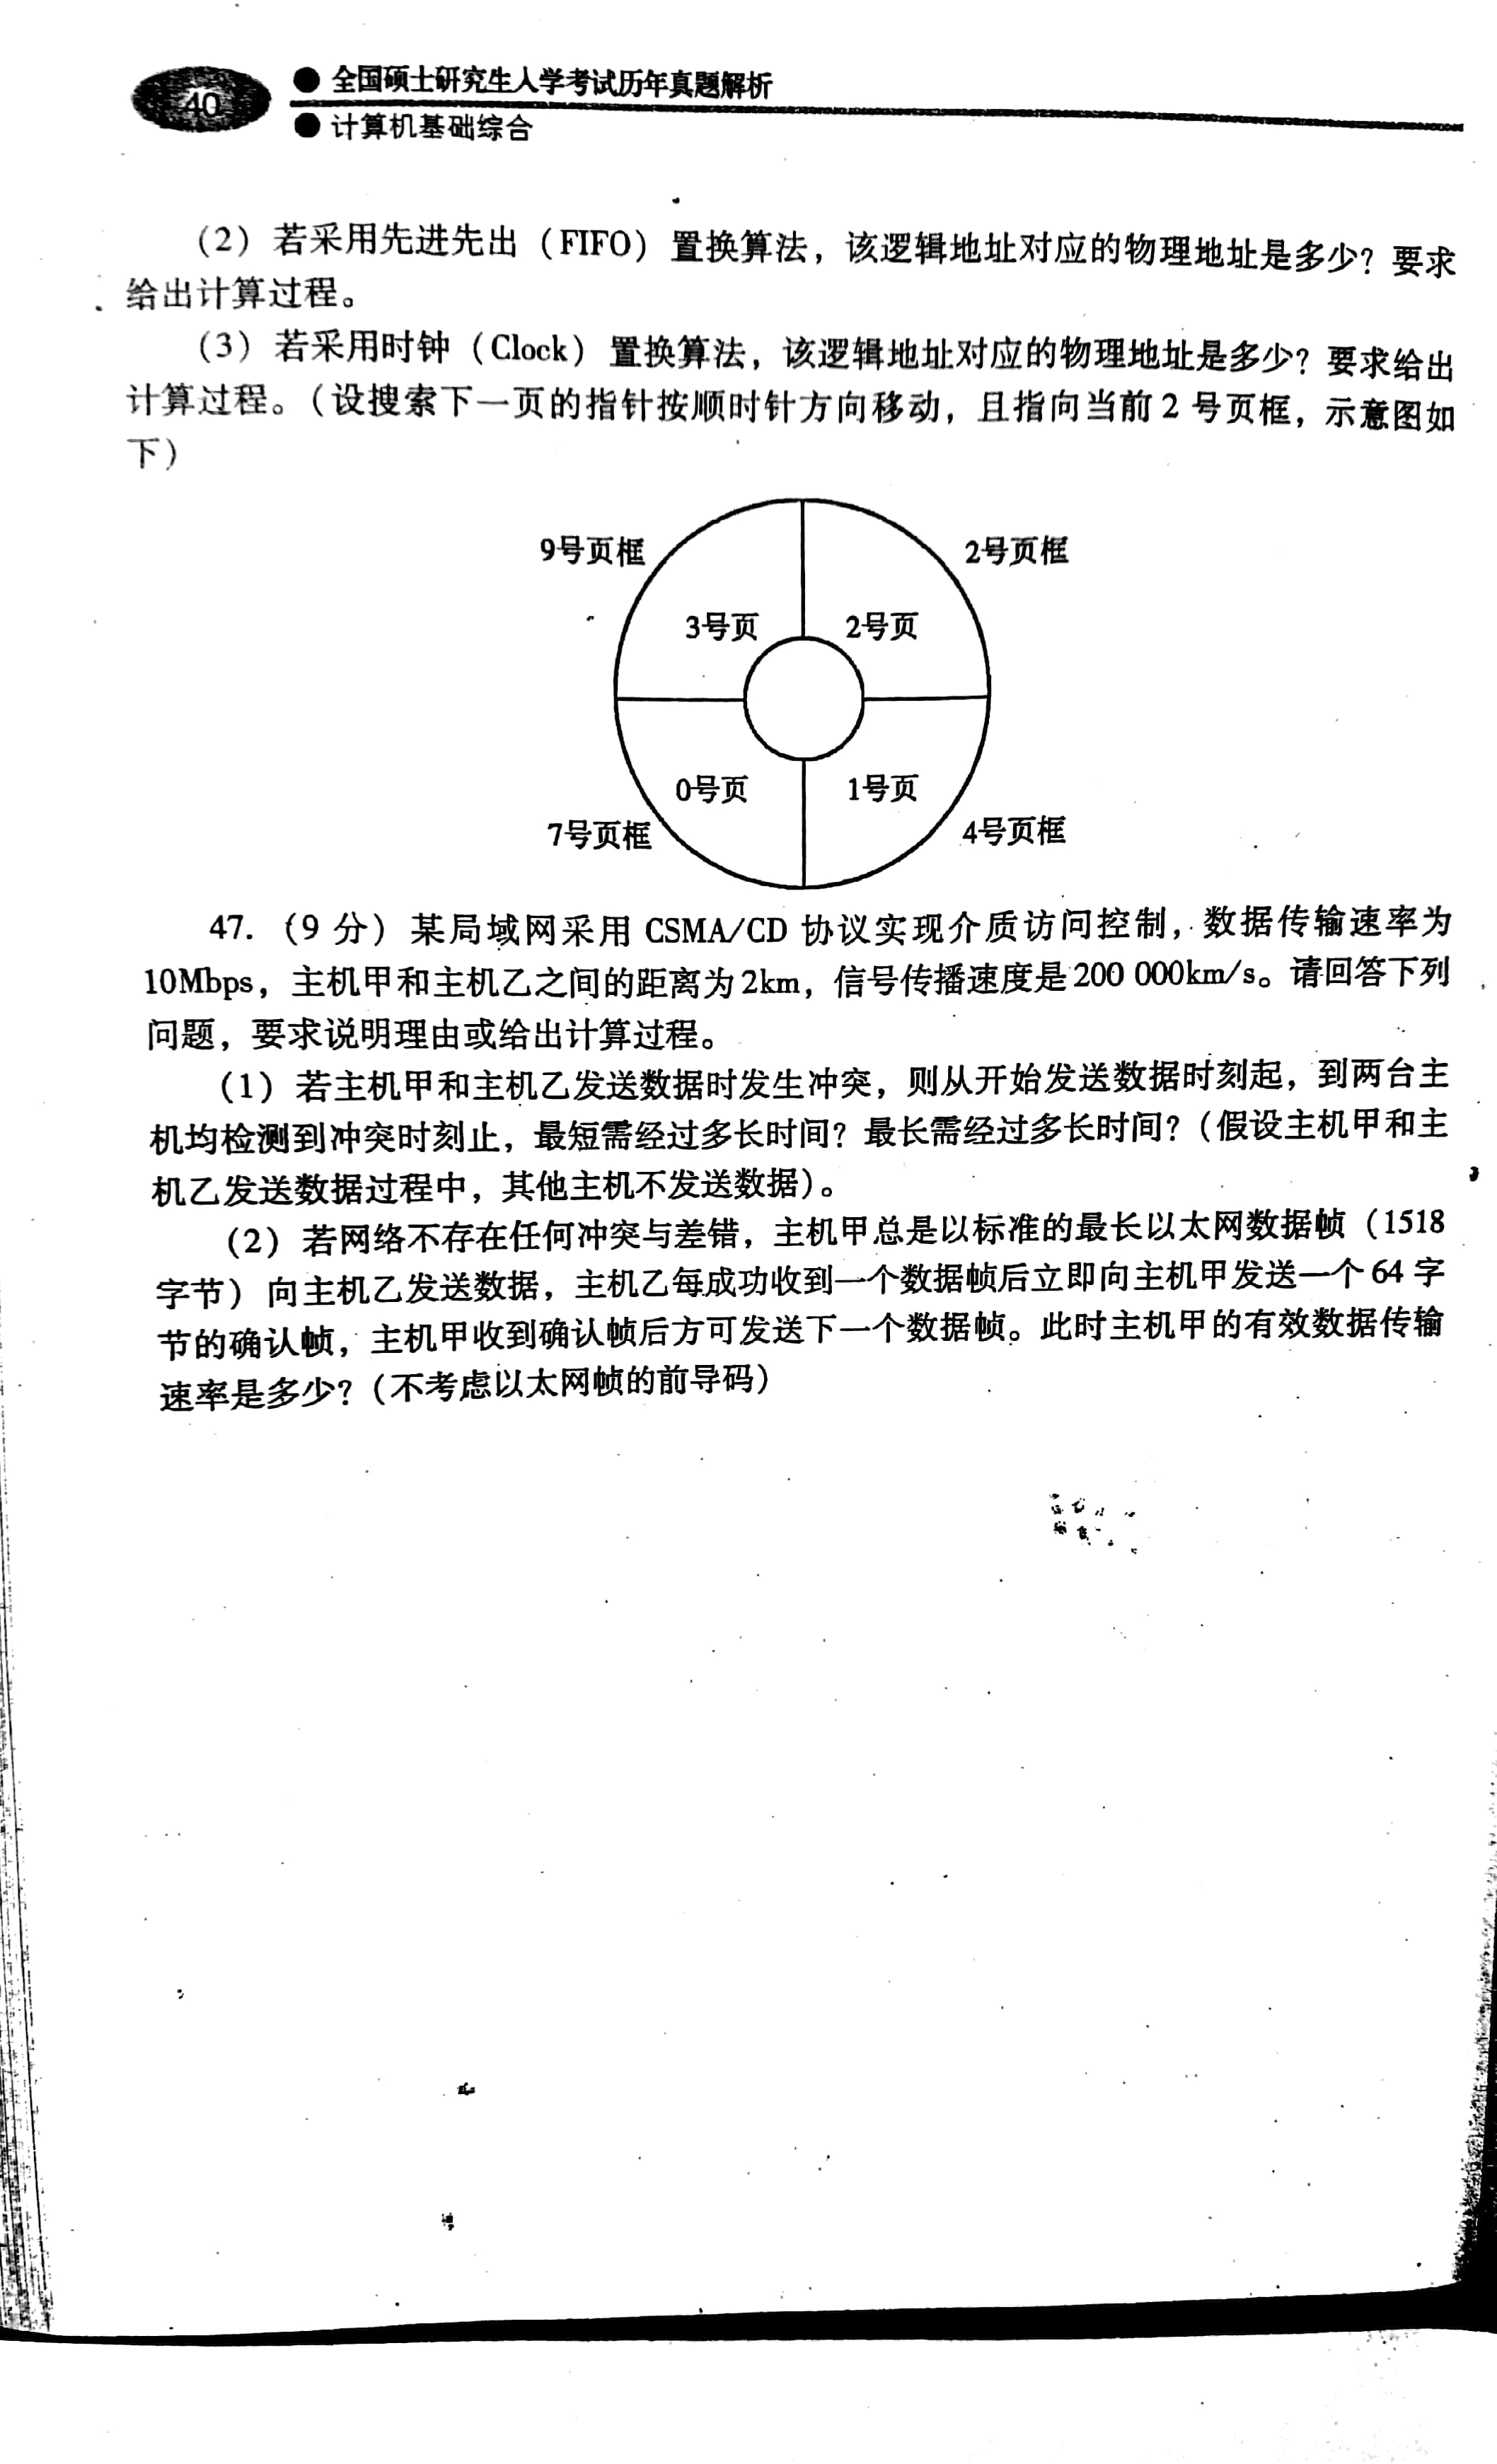 40
● 全国硕士研究生入学考试历年真题解析
● 计算机基础综合
(2) 若采用先进先出 (FIFO) 置换算法，该逻辑地址对应的物理地址是多少？要求
给出计算过程。
(3) 若采用时钟 (Clock) 置换算法，该逻辑地址对应的物理地址是多少？要求给出
计算过程。(设搜索下一页的指针按顺时针方向移动，且指向当前 2 号页框，示意图如
下)
9号页框
2号页框
3号页
2号页
0号页
1号页
7号页框
4号页框
47. (9 分) 某局域网采用 CSMA/CD 协议实现介质访问控制，数据传输速率为
10Mbps，主机甲和主机乙之间的距离为2km，信号传播速度是200 000km/s。请回答下列
问题，要求说明理由或给出计算过程。
(1) 若主机甲和主机乙发送数据时发生冲突，则从开始发送数据时刻起，到两台主
机均检测到冲突时刻止，最短需经过多长时间？最长需经过多长时间？(假设主机甲和主
机乙发送数据过程中，其他主机不发送数据)。
(2) 若网络不存在任何冲突与差错，主机甲总是以标准的最长以太网数据帧 (1518
字节) 向主机乙发送数据，主机乙每成功收到一个数据帧后立即向主机甲发送一个 64 字
节的确认帧，主机甲收到确认帧后方可发送下一个数据帧。此时主机甲的有效数据传输
速率是多少？(不考虑以太网帧的前导码)